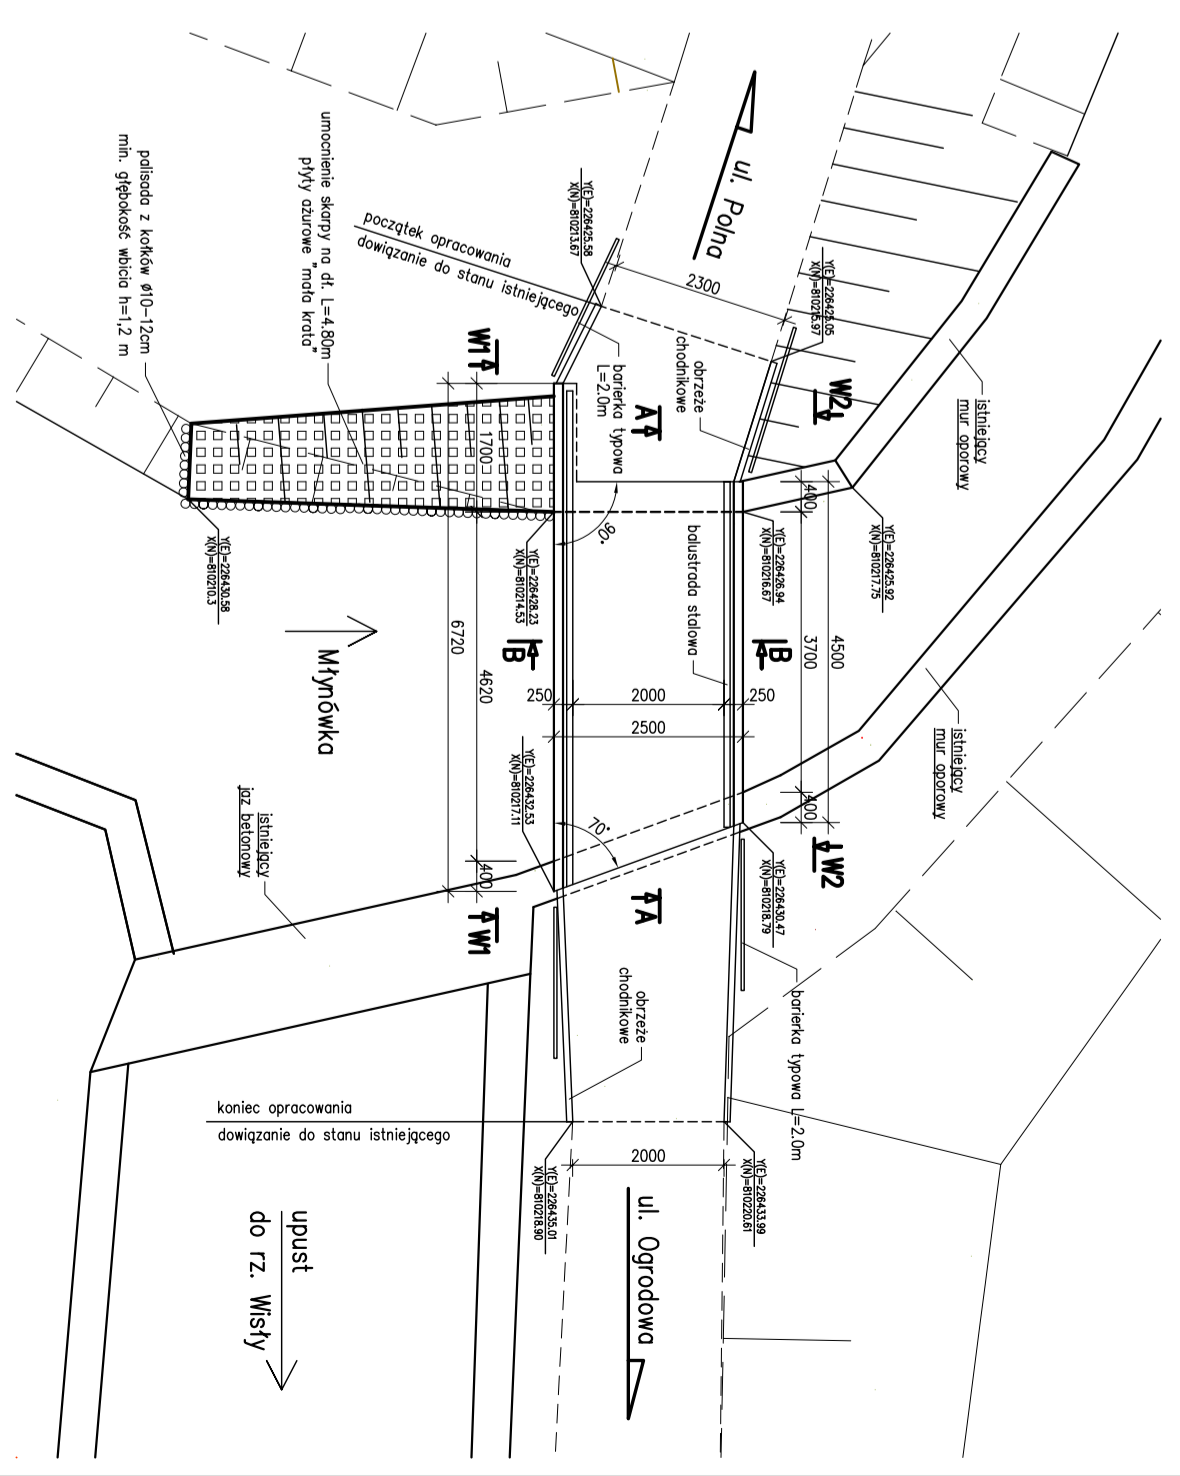 ul. Polna
umocnienie skarpy na dł. L=4.80m
płyty ażurowe "mała krata"
palisada z kołków ø10-12cm
min. głębokość wbicia h=1,2 m
początek opracowania
dowiązanie do stanu istniejącego
Y(E)=226425.58
X(N)=810213.67
2300
Y(E)=226425.05
X(N)=810215.97
istniejący
mur oporowy
obrzeże
chodnikowe
barierka typowa
L=2.0m
W1
W2
A
1700
400
90°
Y(E)=226425.92
X(N)=810217.75
Y(E)=226426.94
X(N)=810216.67
Y(E)=226428.23
X(N)=810214.53
Y(E)=226430.58
X(N)=810210.3
balustrada stalowa
Młynówka
6720
4620
B
B
4500
3700
250
2000
250
2500
istniejący
mur oporowy
Y(E)=226432.53
X(N)=810217.11
istniejący
jaz betonowy
400
70°
400
W2
W1
A
Y(E)=226430.47
X(N)=810218.79
obrzeże
chodnikowe
barierka typowa L=2.0m
koniec opracowania
dowiązanie do stanu istniejącego
2000
Y(E)=226435.01
X(N)=810218.90
Y(E)=226433.99
X(N)=810220.61
ul. Ogrodowa
upust
do rz. Wisły